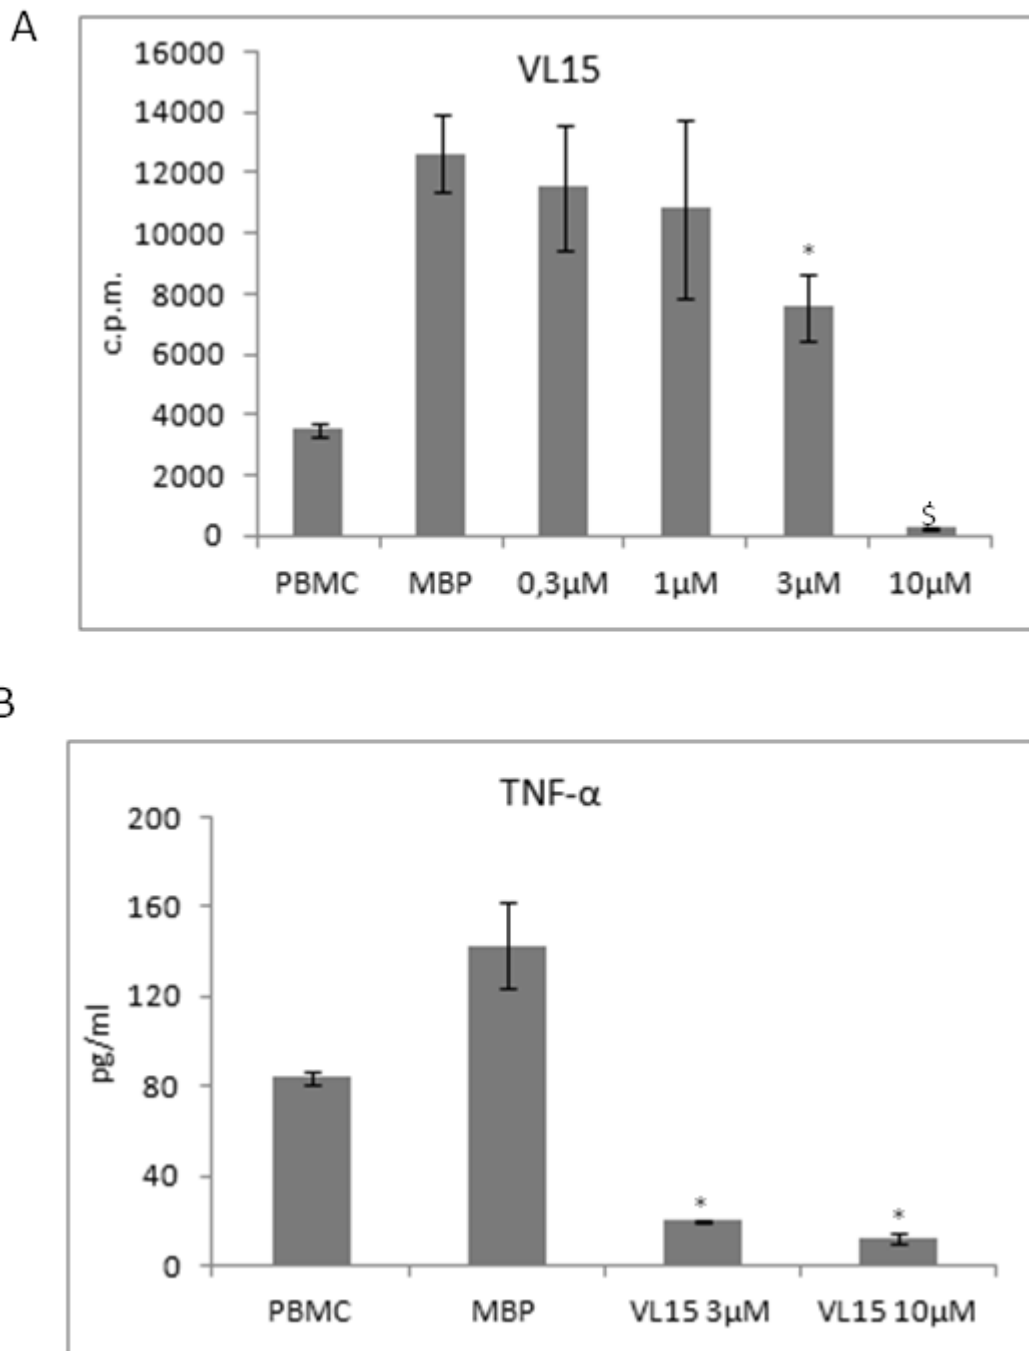 A
VL15
16000
14000
12000
10000
8000
6000
4000
2000
0
c.p.m.
*
$
PBMC MBP 0,3μM 1μM 3μM 10μM
B
TNF-α
200
160
120
80
40
0
pg/ml
* *
PBMC MBP VL15 3μM VL15 10μM